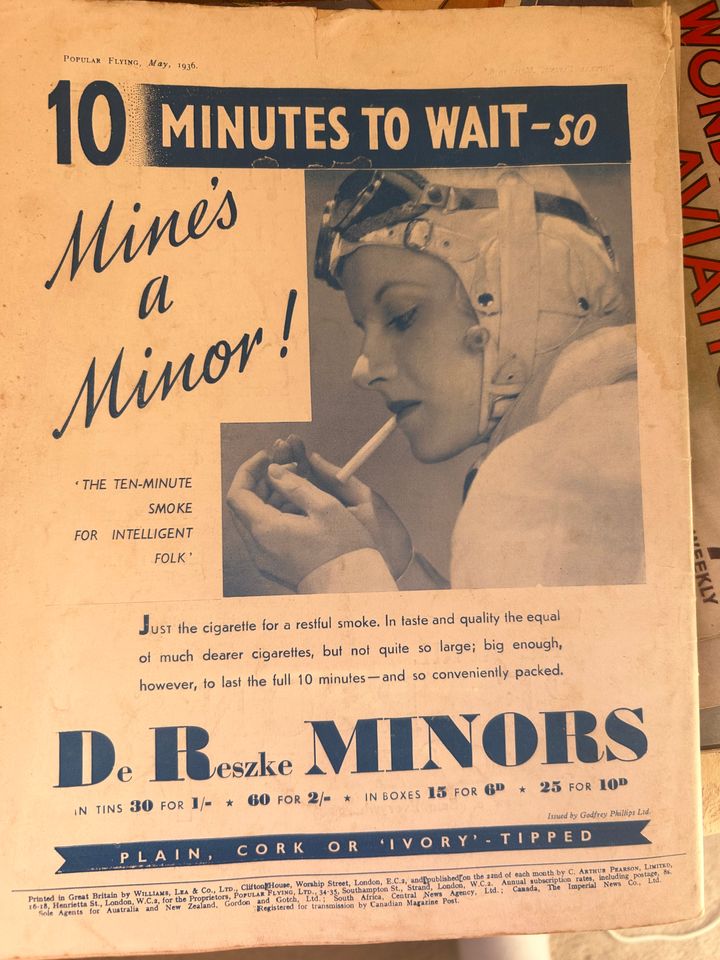 POPULAR FLYING, May, 1936.
10 MINUTES TO WAIT-SO
Mine's
a
Minor!
'THE TEN-MINUTE
SMOKE
FOR INTELLIGENT
FOLK'
JUST the cigarette for a restful smoke. In taste and quality the equal
of much dearer cigarettes, but not quite so large; big enough,
however, to last the full 10 minutes—and so conveniently packed.
De Reszke MINORS
IN TINS 30 FOR 1/- ★ 60 FOR 2/- ★ IN BOXES 15 FOR 6D ★ 25 FOR 10D
Issued by Godfrey Phillips Ltd.
PLAIN, CORK OR 'IVORY'-TIPPED
Printed in Great Britain by WILLIAMS, LEA & CO., LTD., Clifton House, Worship Street, London, E.C.2, and published on the 22nd of each month by C. ARTHUR PEARSON, LIMITED,
16-18, Henrietta St., London, W.C.2, for the Proprietors, POPULAR FLYING, LTD., 34-35, Southampton St., Strand, London, W.C.2. Annual subscription rates, including postage, 8s.
Sole Agents for Australia and New Zealand, Gordon and Gotch, Ltd.; South Africa, Central News Agency, Ltd.; Canada, The Imperial News Co., Ltd.
Registered for transmission by Canadian Magazine Post.
WEEKLY